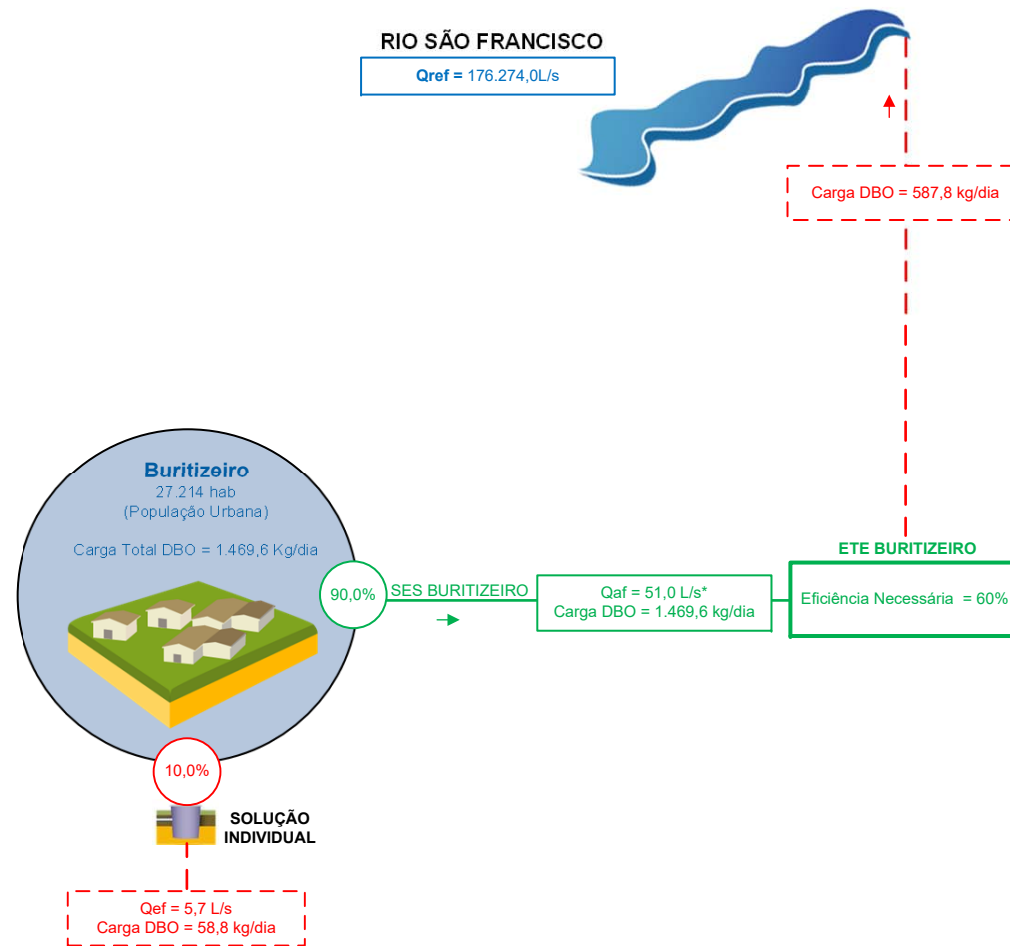 RIO SÃO FRANCISCO
Qref = 176.274,0L/s
Carga DBO = 587,8 kg/dia
Buritizeiro
27.214 hab
(População Urbana)
Carga Total DBO = 1.469,6 Kg/dia
90,0%
SES BURITIZEIRO
Qaf = 51,0 L/s*
Carga DBO = 1.469,6 kg/dia
ETE BURITIZEIRO
Eficiência Necessária = 60%
10,0%
SOLUÇÃO
INDIVIDUAL
Qef = 5,7 L/s
Carga DBO = 58,8 kg/dia